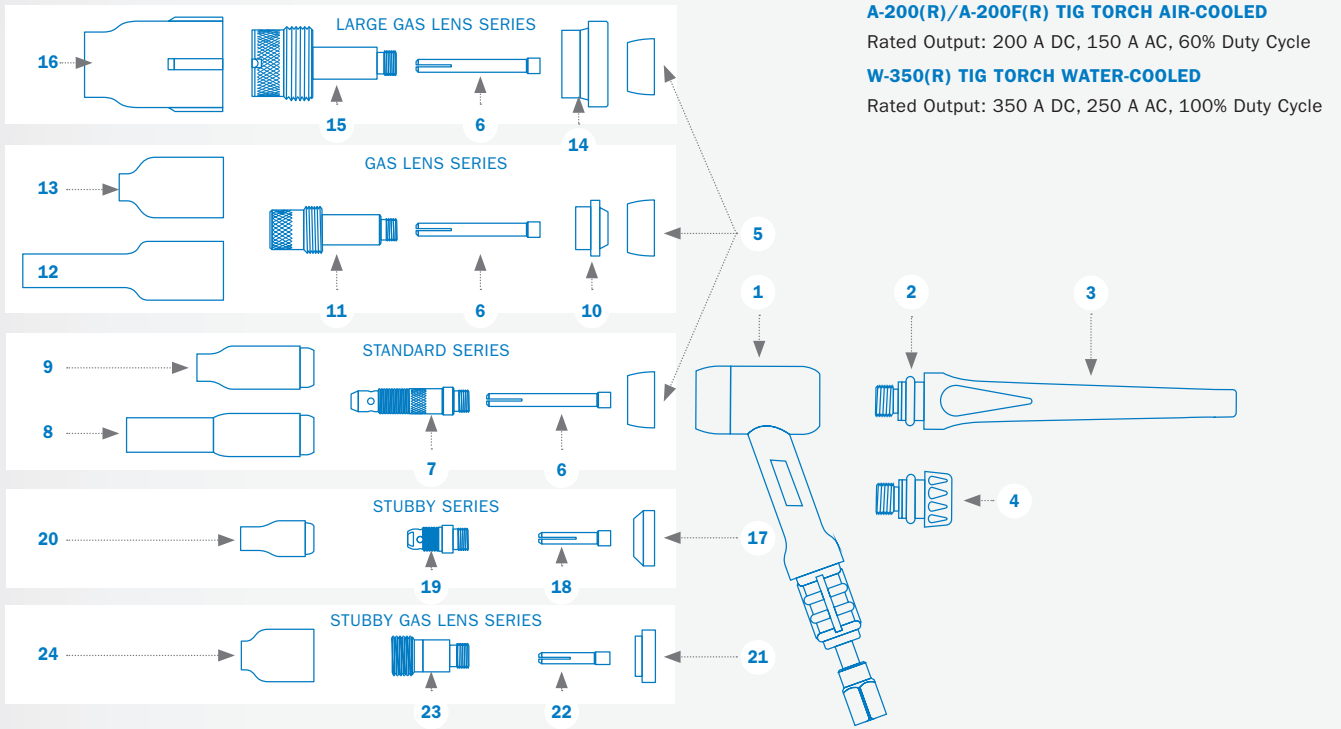 A-200(R)/A-200F(R) TIG TORCH AIR-COOLED
Rated Output: 200 A DC, 150 A AC, 60% Duty Cycle
W-350(R) TIG TORCH WATER-COOLED
Rated Output: 350 A DC, 250 A AC, 100% Duty Cycle
LARGE GAS LENS SERIES
16
15
6
14
GAS LENS SERIES
13
12
11
6
10
5
1
2
3
STANDARD SERIES
9
8
7
6
4
STUBBY SERIES
20
19
18
17
STUBBY GAS LENS SERIES
24
23
22
21